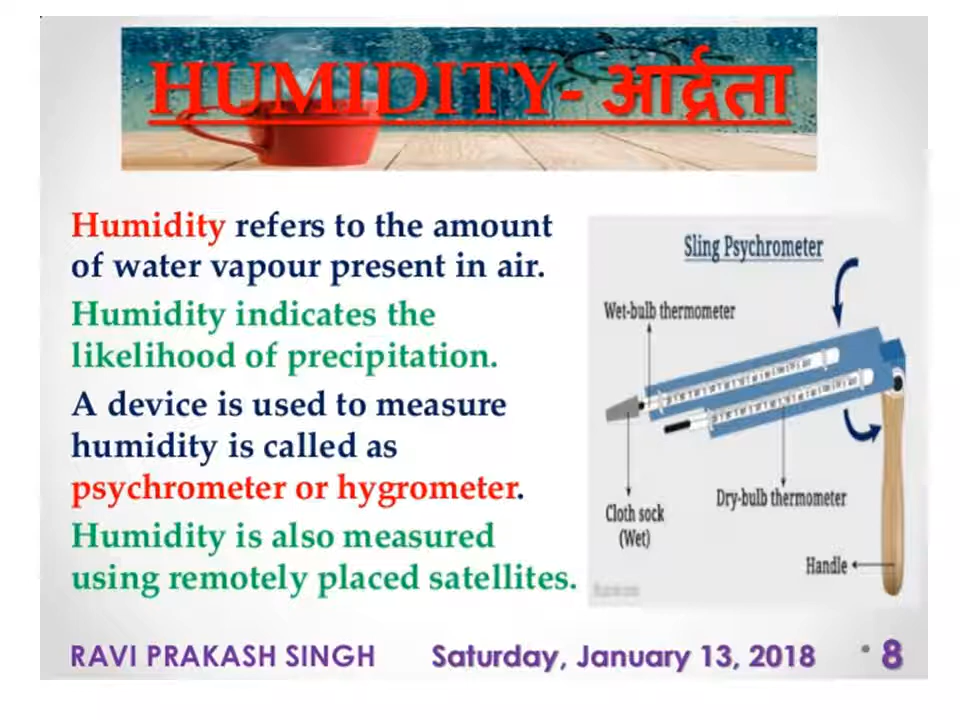 HUMIDITY- आर्द्रता
Humidity refers to the amount
of water vapour present in air.
Humidity indicates the
likelihood of precipitation.
A device is used to measure
humidity is called as
psychrometer or hygrometer.
Humidity is also measured
using remotely placed satellites.
Sling Psychrometer
Wet-bulb thermometer
Cloth sock
(Wet)
Dry-bulb thermometer
Handle
RAVI PRAKASH SINGH
Saturday, January 13, 2018
• 8